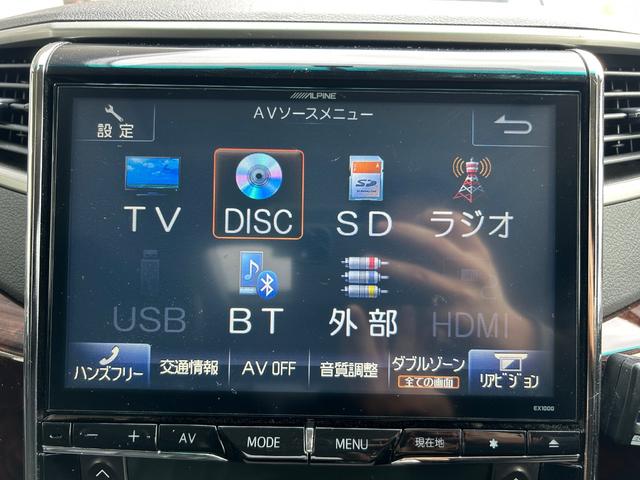 ALPINE
AVソースメニュー
設定
TV
DISC
SD
ラジオ
USB
BT
外部
HDMI
ハンズフリー
交通情報
AV OFF
音質調整
ダブルゾーン
全ての画面
リアビジョン
EX1000
AV
MODE
MENU
現在地